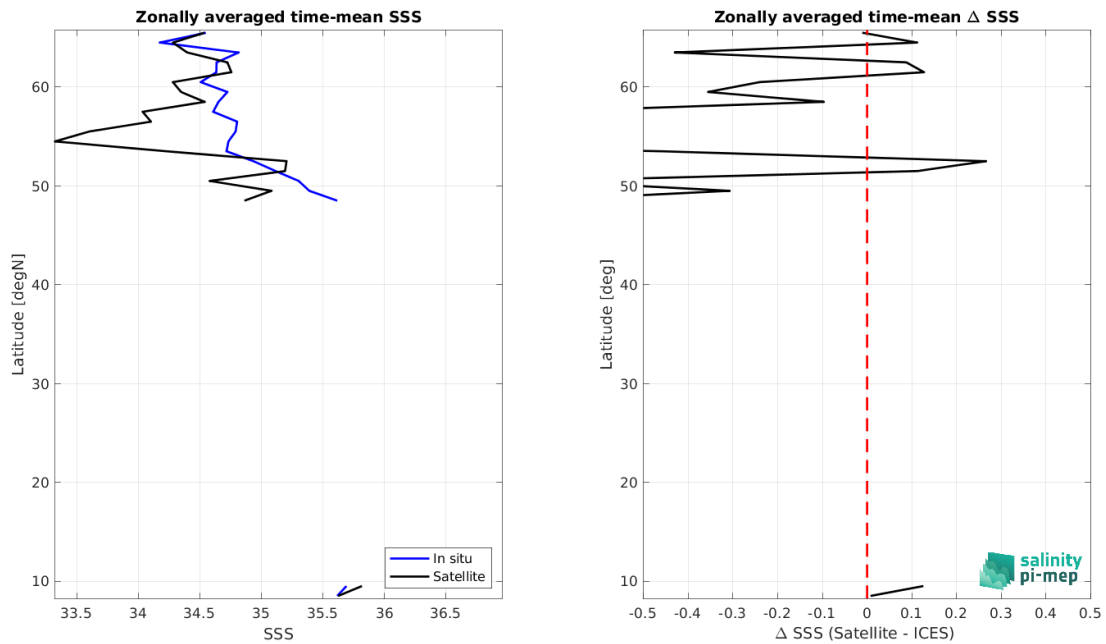 Zonally averaged time-mean SSS
60
50
40
30
20
10
Latitude [degN]
33.5 34 34.5 35 35.5 36 36.5
SSS
In situ
Satellite
Zonally averaged time-mean Δ SSS
60
50
40
30
20
10
Latitude [deg]
-0.5 -0.4 -0.3 -0.2 -0.1 0 0.1 0.2 0.3 0.4 0.5
Δ SSS (Satellite - ICES)
salinity
pi-mep